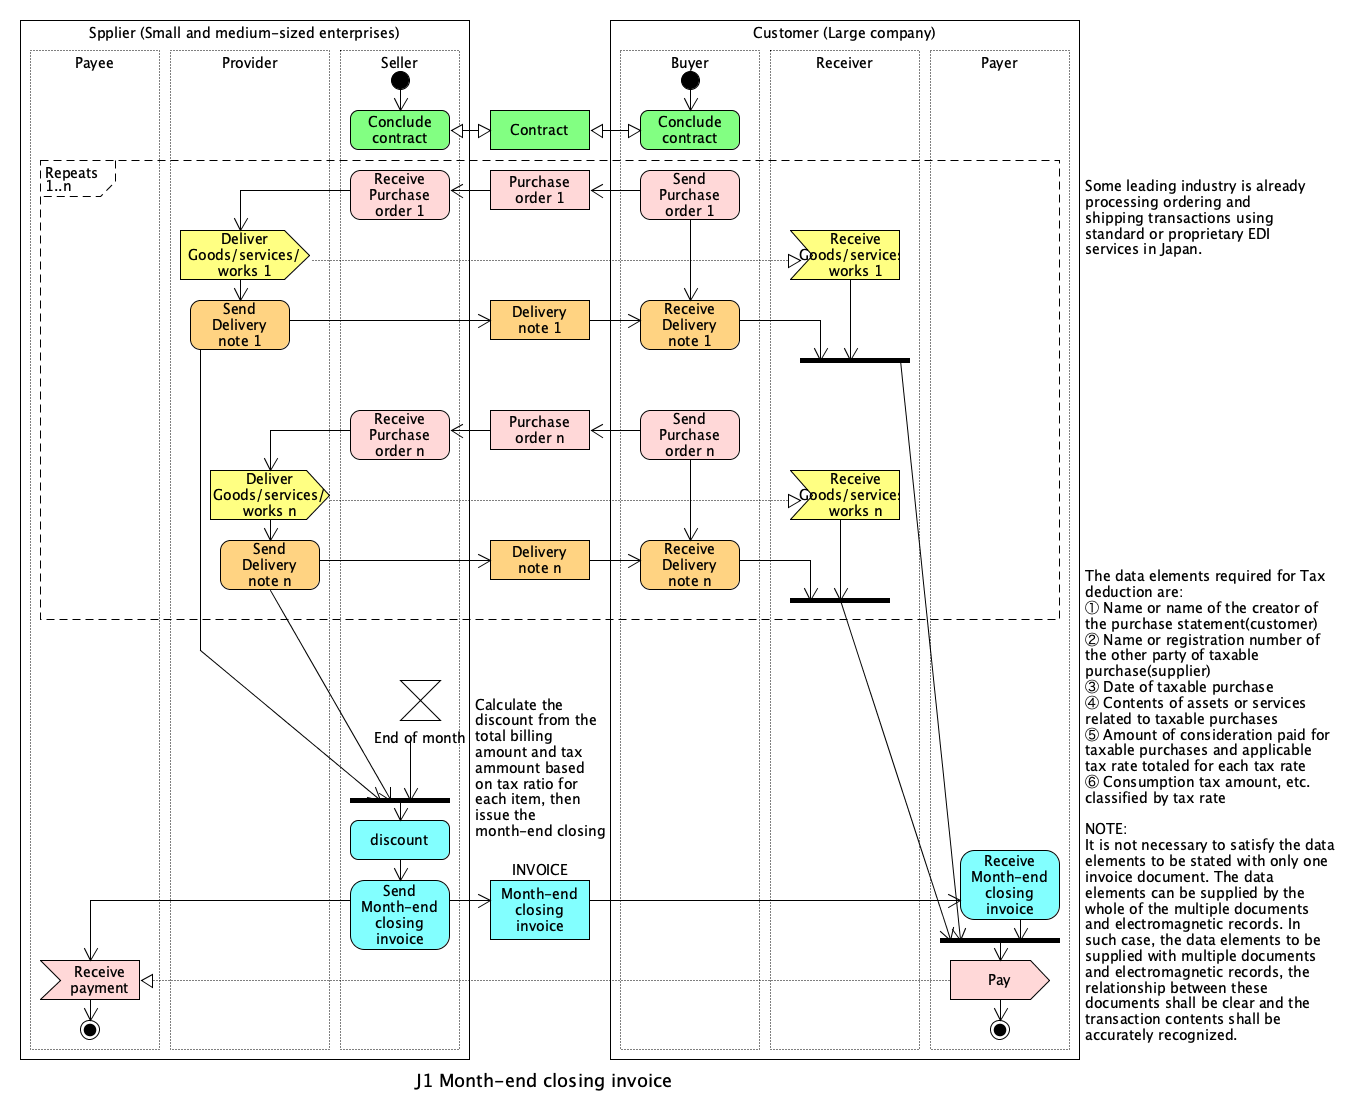 Spplier (Small and medium-sized enterprises)
Customer (Large company)
Payee
Provider
Seller
Buyer
Receiver
Payer
Conclude
contract
Contract
Conclude
contract
Repeats
1..n
Receive
Purchase
order 1
Purchase
order 1
Send
Purchase
order 1
Some leading industry is already
processing ordering and
shipping transactions using
standard or proprietary EDI
services in Japan.
Deliver
Goods/services/
works 1
Receive
Goods/services
works 1
Send
Delivery
note 1
Delivery
note 1
Receive
Delivery
note 1
Receive
Purchase
order n
Purchase
order n
Send
Purchase
order n
Deliver
Goods/services/
works n
Receive
Goods/services
works n
Send
Delivery
note n
Delivery
note n
Receive
Delivery
note n
The data elements required for Tax
deduction are:
① Name or name of the creator of
the purchase statement(customer)
② Name or registration number of
the other party of taxable
purchase(supplier)
③ Date of taxable purchase
④ Contents of assets or services
related to taxable purchases
⑤ Amount of consideration paid for
taxable purchases and applicable
tax rate totaled for each tax rate
⑥ Consumption tax amount, etc.
classified by tax rate
NOTE:
It is not necessary to satisfy the data
elements to be stated with only one
invoice document. The data
elements can be supplied by the
whole of the multiple documents
and electromagnetic records. In
such case, the data elements to be
supplied with multiple documents
and electromagnetic records, the
relationship between these
documents shall be clear and the
transaction contents shall be
accurately recognized.
End of month
Calculate the
discount from the
total billing
amount and tax
ammount based
on tax ratio for
each item, then
issue the
month-end closing
discount
INVOICE
Send
Month-end
closing
invoice
Month-end
closing
invoice
Receive
Month-end
closing
invoice
Receive
payment
Pay
J1 Month-end closing invoice